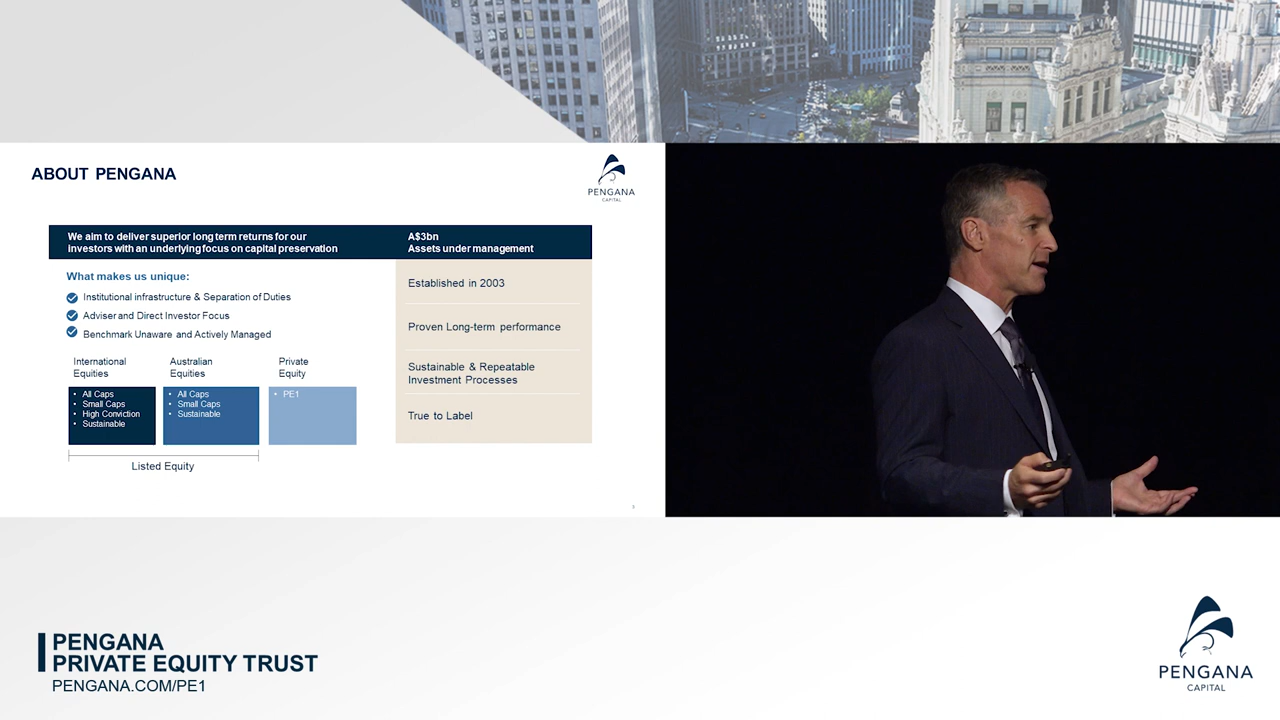 ABOUT PENGANA
PENGANA
CAPITAL
We aim to deliver superior long term returns for our
investors with an underlying focus on capital preservation
A$3bn
Assets under management
What makes us unique:
Institutional infrastructure & Separation of Duties
Adviser and Direct Investor Focus
Benchmark Unaware and Actively Managed
Established in 2003
Proven Long-term performance
Sustainable & Repeatable
Investment Processes
True to Label
International
Equities
• All Caps
• Small Caps
• High Conviction
• Sustainable
Australian
Equities
• All Caps
• Small Caps
• Sustainable
Private
Equity
• PE1
Listed Equity
PENGANA
PRIVATE EQUITY TRUST
PENGANA.COM/PE1
PENGANA
CAPITAL